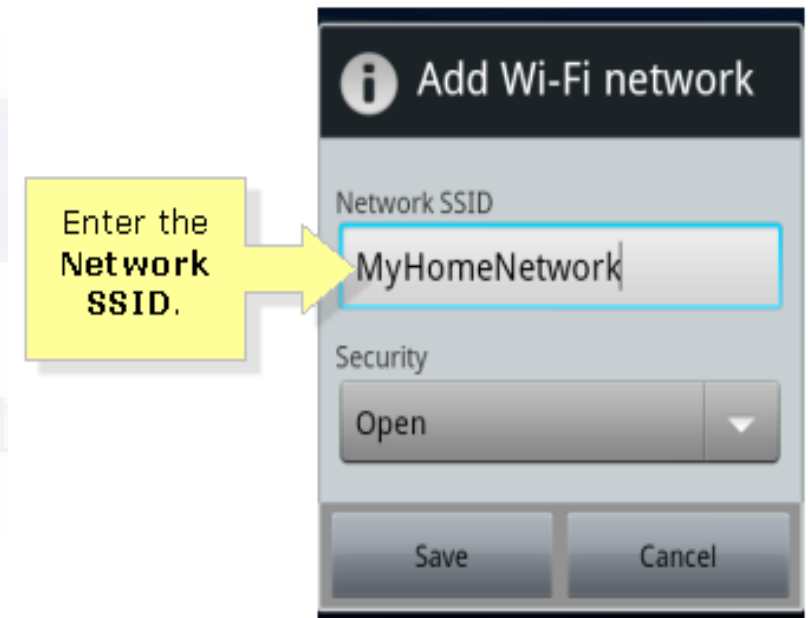 Add Wi-Fi network
Network SSID
Enter the
Network
SSID.
MyHomeNetwork
Security
Open
Save
Cancel